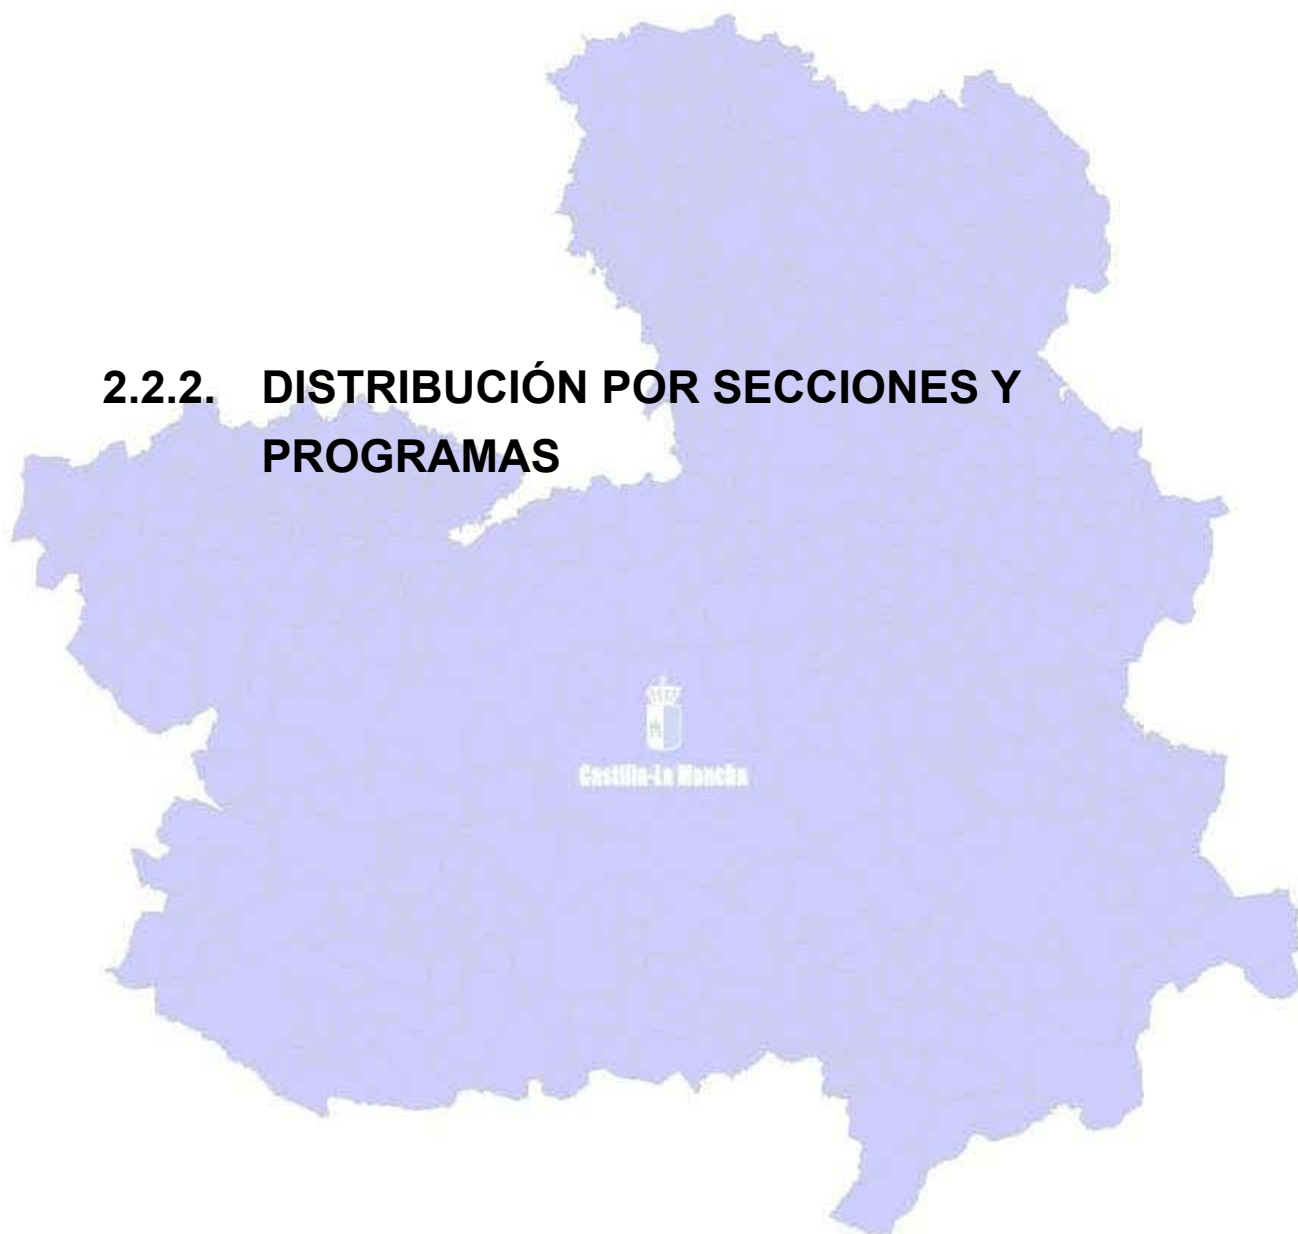 2.2.2. DISTRIBUCIÓN POR SECCIONES Y
PROGRAMAS
Castilla-La Mancha